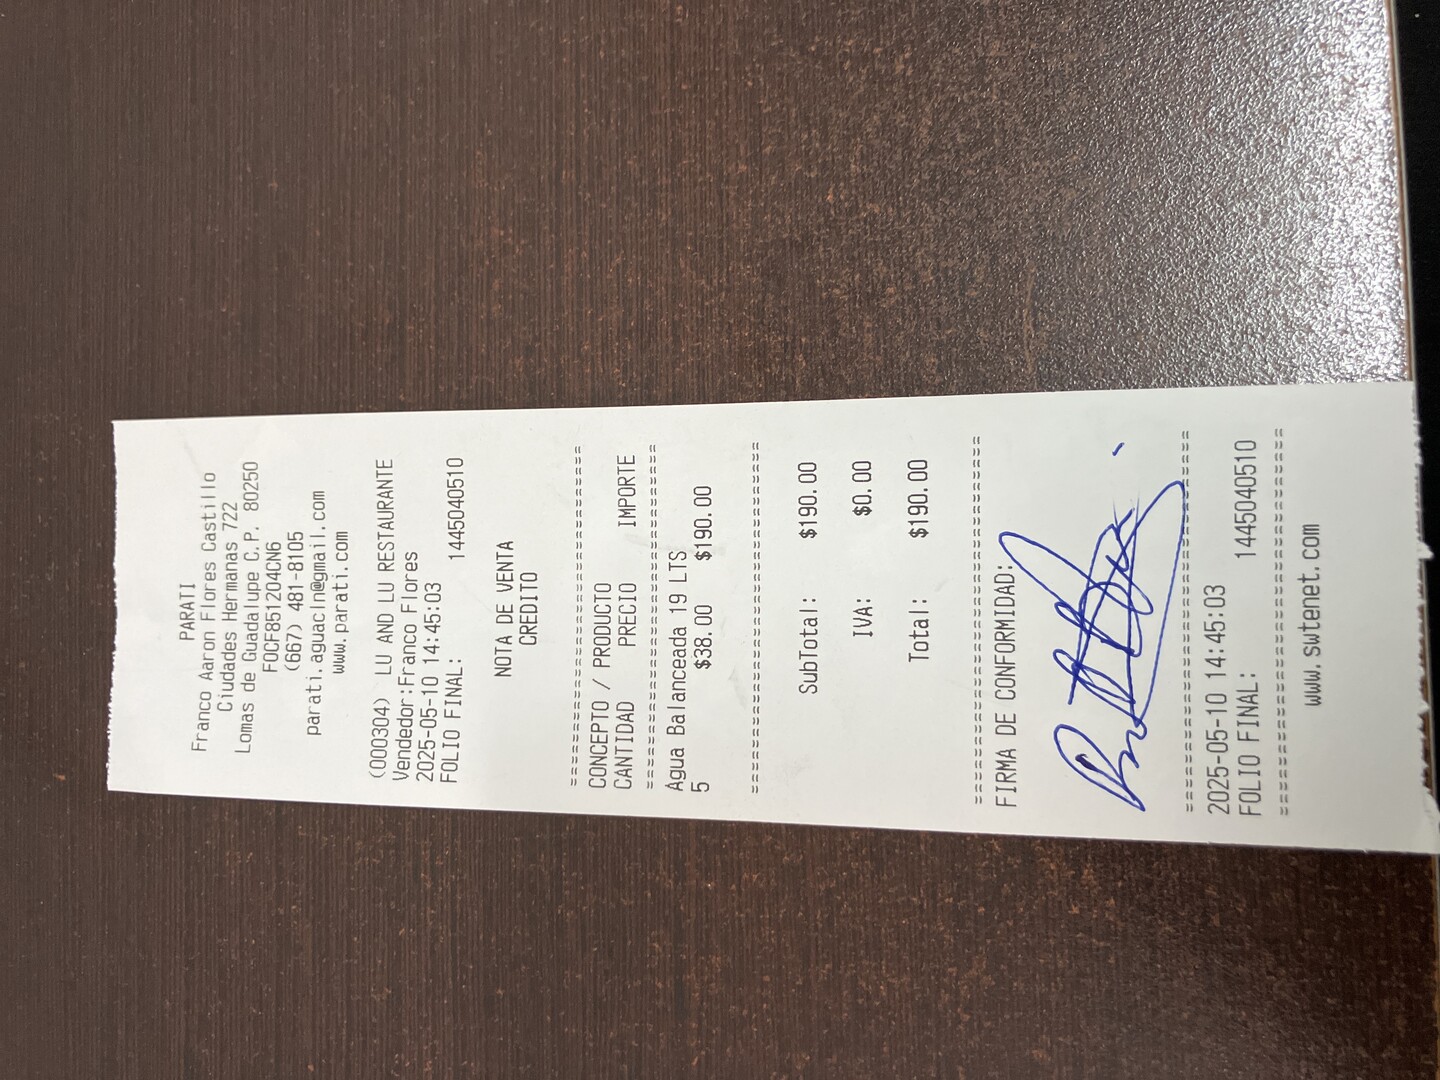 PARATI
Franco Aaron Flores Castillo
Ciudades Hermanas 722
Lomas de Guadalupe C.P. 80250
FOCF851204CN6
(667) 481-8105
parati.aguacln@gmail.com
www.parati.com
(000304) LU AND LU RESTAURANTE
Vendedor:Franco Flores
2025-05-10 14:45:03
FOLIO FINAL: 1445040510
NOTA DE VENTA
CREDITO
==============================
CONCEPTO / PRODUCTO
CANTIDAD PRECIO IMPORTE
==============================
Agua Balanceada 19 LTS
5 $38.00 $190.00
==============================
SubTotal: $190.00
IVA: $0.00
Total: $190.00
==============================
FIRMA DE CONFORMIDAD:
==============================
2025-05-10 14:45:03
FOLIO FINAL: 1445040510
==============================
www.swtenet.com